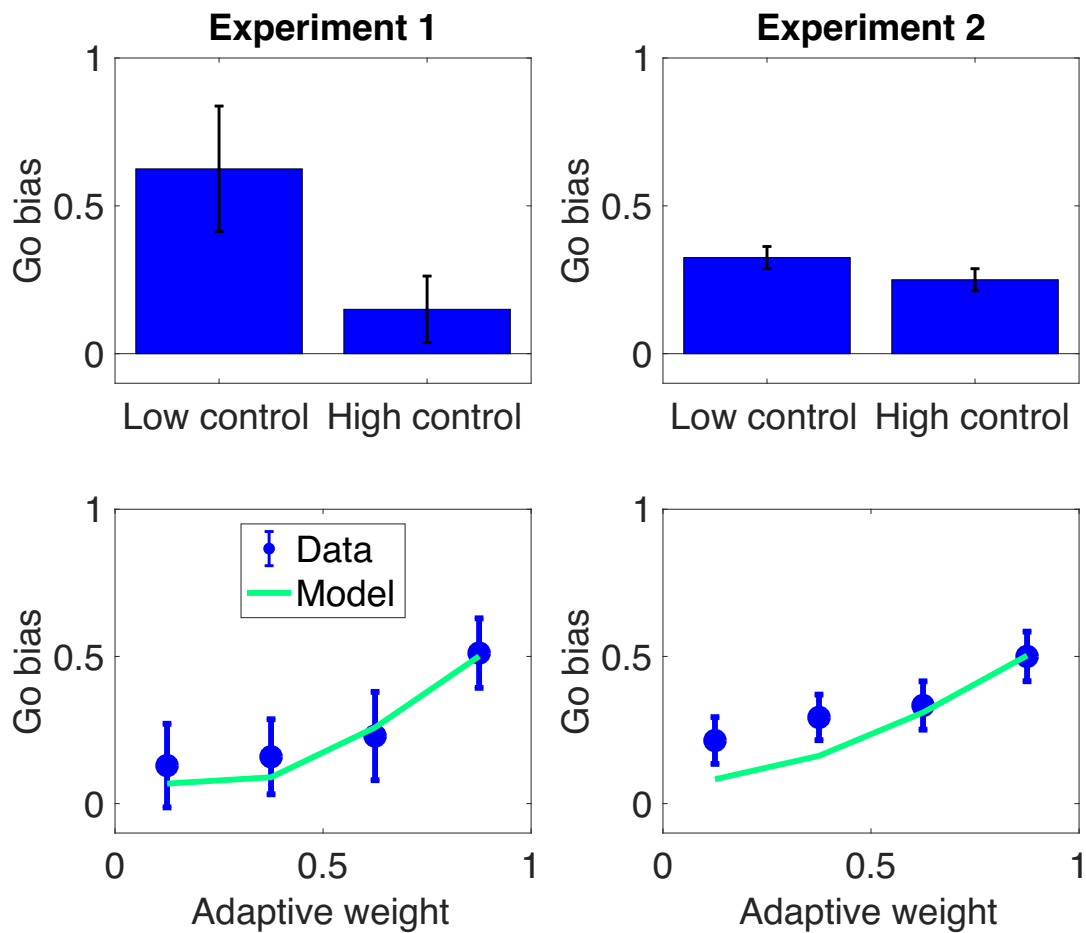 Experiment 1
Experiment 2
1
0.5
0
Go bias
Low control High control
1
0.5
0
Go bias
Low control High control
1
0.5
0
Go bias
Data
Model
0 0.5 1
Adaptive weight
1
0.5
0
Go bias
0 0.5 1
Adaptive weight